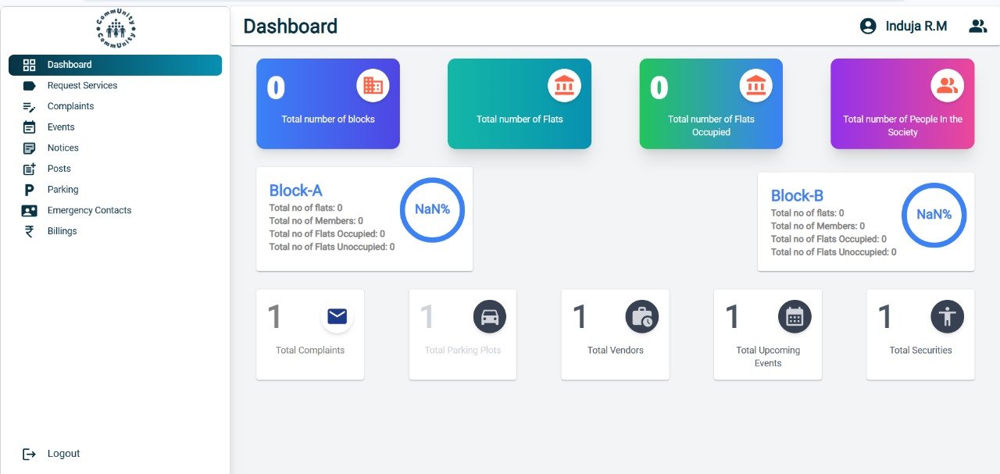 CommUnity
CommUnity
Dashboard
Request Services
Complaints
Events
Notices
Posts
Parking
Emergency Contacts
Billings
Logout
Dashboard
Induja R.M
0
Total number of blocks
Total number of Flats
0
Total number of Flats
Occupied
Total number of People In the
Society
Block-A
Total no of flats: 0
Total no of Members: 0
Total no of Flats Occupied: 0
Total no of Flats Unoccupied: 0
NaN%
Block-B
Total no of flats: 0
Total no of Members: 0
Total no of Flats Occupied: 0
Total no of Flats Unoccupied: 0
NaN%
1
Total Complaints
1
Total Parking Plots
1
Total Vendors
1
Total Upcoming
Events
1
Total Securities